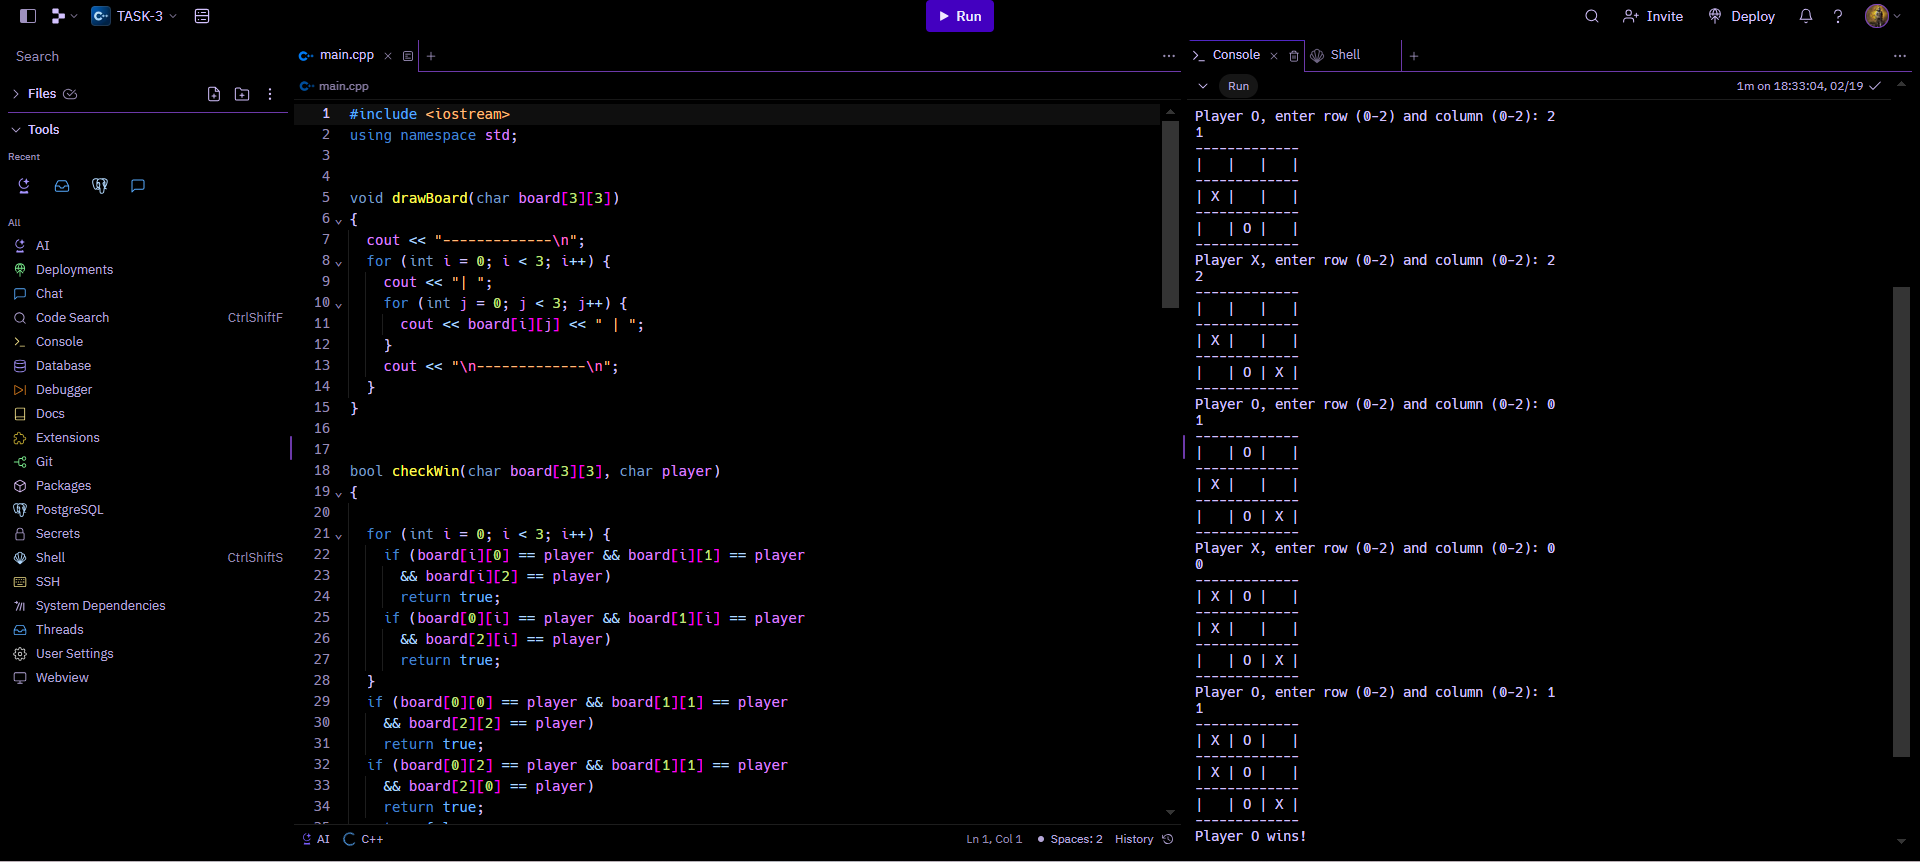 TASK-3
Run
Invite
Deploy
Search
Files
Tools
Recent
All
AI
Deployments
Chat
Code Search CtrlShiftF
Console
Database
Debugger
Docs
Extensions
Git
Packages
PostgreSQL
Secrets
Shell CtrlShiftS
SSH
System Dependencies
Threads
User Settings
Webview
main.cpp
main.cpp
1 #include <iostream>
2 using namespace std;
3
4
5 void drawBoard(char board[3][3])
6 {
7 cout << "-------------\n";
8 for (int i = 0; i < 3; i++) {
9 cout << "| ";
10 for (int j = 0; j < 3; j++) {
11 cout << board[i][j] << " | ";
12 }
13 cout << "\n-------------\n";
14 }
15 }
16
17
18 bool checkWin(char board[3][3], char player)
19 {
20
21 for (int i = 0; i < 3; i++) {
22 if (board[i][0] == player && board[i][1] == player
23 && board[i][2] == player)
24 return true;
25 if (board[0][i] == player && board[1][i] == player
26 && board[2][i] == player)
27 return true;
28 }
29 if (board[0][0] == player && board[1][1] == player
30 && board[2][2] == player)
31 return true;
32 if (board[0][2] == player && board[1][1] == player
33 && board[2][0] == player)
34 return true;
AI C++
Ln 1, Col 1 Spaces: 2 History
Console Shell
Run
1m on 18:33:04, 02/19
Player O, enter row (0-2) and column (0-2): 2
1
-------------
|   |   |   |
-------------
| X |   |   |
-------------
|   | O |   |
-------------
Player X, enter row (0-2) and column (0-2): 2
2
-------------
|   |   |   |
-------------
| X |   |   |
-------------
|   | O | X |
-------------
Player O, enter row (0-2) and column (0-2): 0
1
-------------
|   | O |   |
-------------
| X |   |   |
-------------
|   | O | X |
-------------
Player X, enter row (0-2) and column (0-2): 0
0
-------------
| X | O |   |
-------------
| X |   |   |
-------------
|   | O | X |
-------------
Player O, enter row (0-2) and column (0-2): 1
1
-------------
| X | O |   |
-------------
| X | O |   |
-------------
|   | O | X |
-------------
Player O wins!